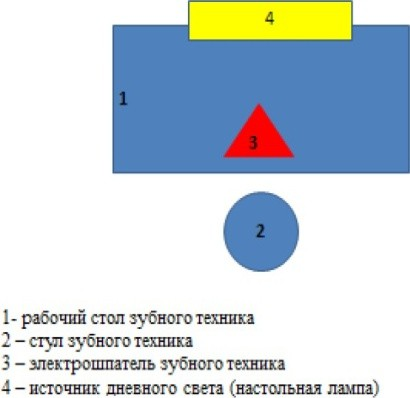 4
1
3
2
1- рабочий стол зубного техника
2 – стул зубного техника
3 – электрошпатель зубного техника
4 – источник дневного света (настольная лампа)